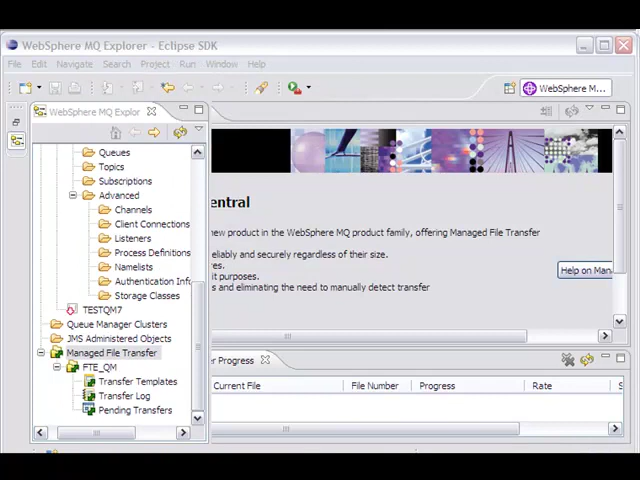 WebSphere MQ Explorer - Eclipse SDK
File Edit Navigate Search Project Run Window Help
WebSphere M...
WebSphere MQ Explor
Queues
Topics
Subscriptions
Advanced
Channels
Client Connections
Listeners
Process Definitions
Namelists
Authentication Info
Storage Classes
TESTQM7
Queue Manager Clusters
JMS Administered Objects
Managed File Transfer
FTE_QM
Transfer Templates
Transfer Log
Pending Transfers
entral
new product in the WebSphere MQ product family, offering Managed File Transfer
eliably and securely regardless of their size.
res.
it purposes.
s and eliminating the need to manually detect transfer
Help on Man
er Progress
Current File File Number Progress Rate S